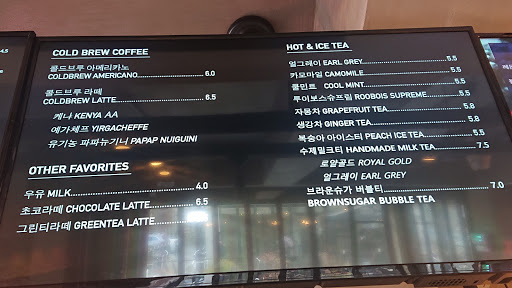 COLD BREW COFFEE
콜드브루 아메리카노
COLDBREW AMERICANO 6.0
콜드브루 라떼
COLDBREW LATTE 6.5
케냐 KENYA AA
예가체프 YIRGACHEFFE
유기농 파파뉴기니 PAPAP NUIGUINI
OTHER FAVORITES
우유 MILK 4.0
초코라떼 CHOCOLATE LATTE 6.5
그린티라떼 GREENTEA LATTE
HOT & ICE TEA
얼그레이 EARL GREY 5.5
카모마일 CAMOMILE 5.5
쿨민트 COOL MINT 5.5
루이보스슈프림 ROOBOIS SUPREME 5.5
자몽차 GRAPEFRUIT TEA 5.8
생강차 GINGER TEA 5.8
복숭아 아이스티 PEACH ICE TEA 5.5
수제밀크티 HANDMADE MILK TEA 7.5
로얄골드 ROYAL GOLD
얼그레이 EARL GREY
브라운슈가 버블티 7.0
BROWNSUGAR BUBBLE TEA